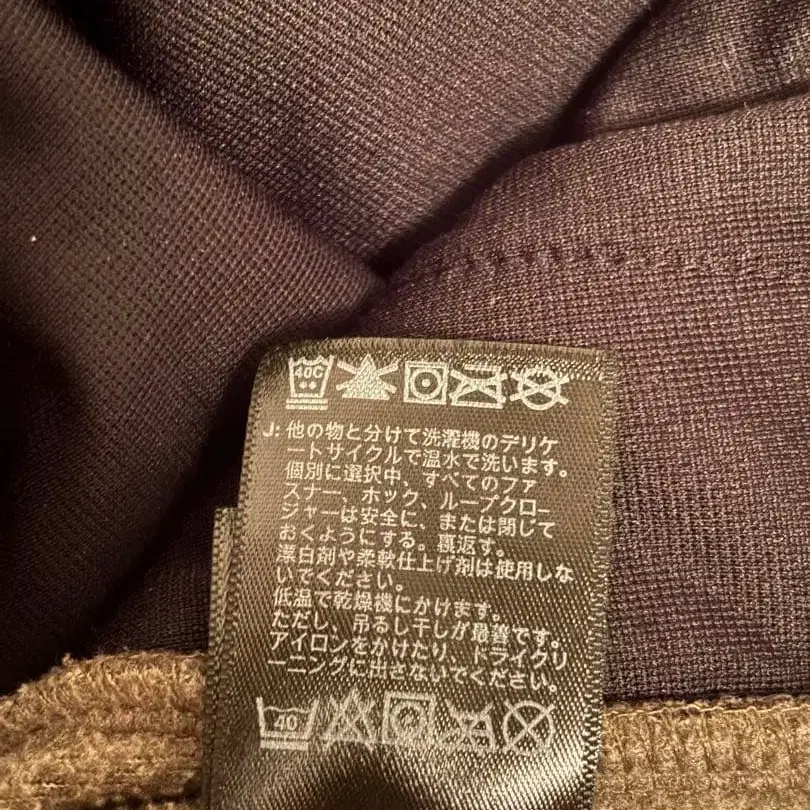 40C
J: 他の物と分けて洗濯機のデリケ
ートサイクルで温水で洗います。
個別に選択中、すべてのファ
スナー、ホック、ループクロー
ジャーは安全に、または閉じて
おくようにする。裏返す。
漂白剤や柔軟仕上げ剤は使用しな
いでください。
低温で乾燥機にかけます。
ただし、吊るし干しが最善です。
アイロンをかけたり、ドライクリ
ーニングに出さないでください。
40